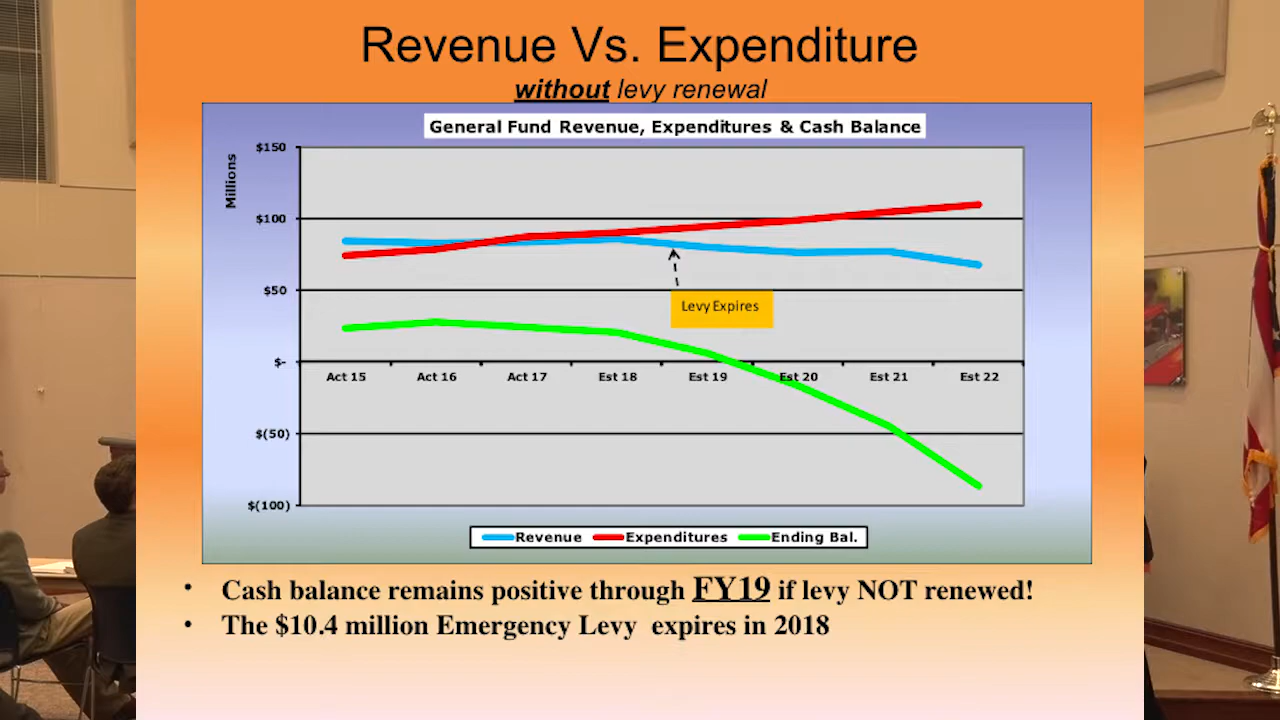 Revenue Vs. Expenditure
without levy renewal
General Fund Revenue, Expenditures & Cash Balance
Millions
$150
$100
$50
$-
$(50)
$(100)
Levy Expires
Act 15 Act 16 Act 17 Est 18 Est 19 Est 20 Est 21 Est 22
Revenue Expenditures Ending Bal.
• Cash balance remains positive through FY19 if levy NOT renewed!
• The $10.4 million Emergency Levy expires in 2018